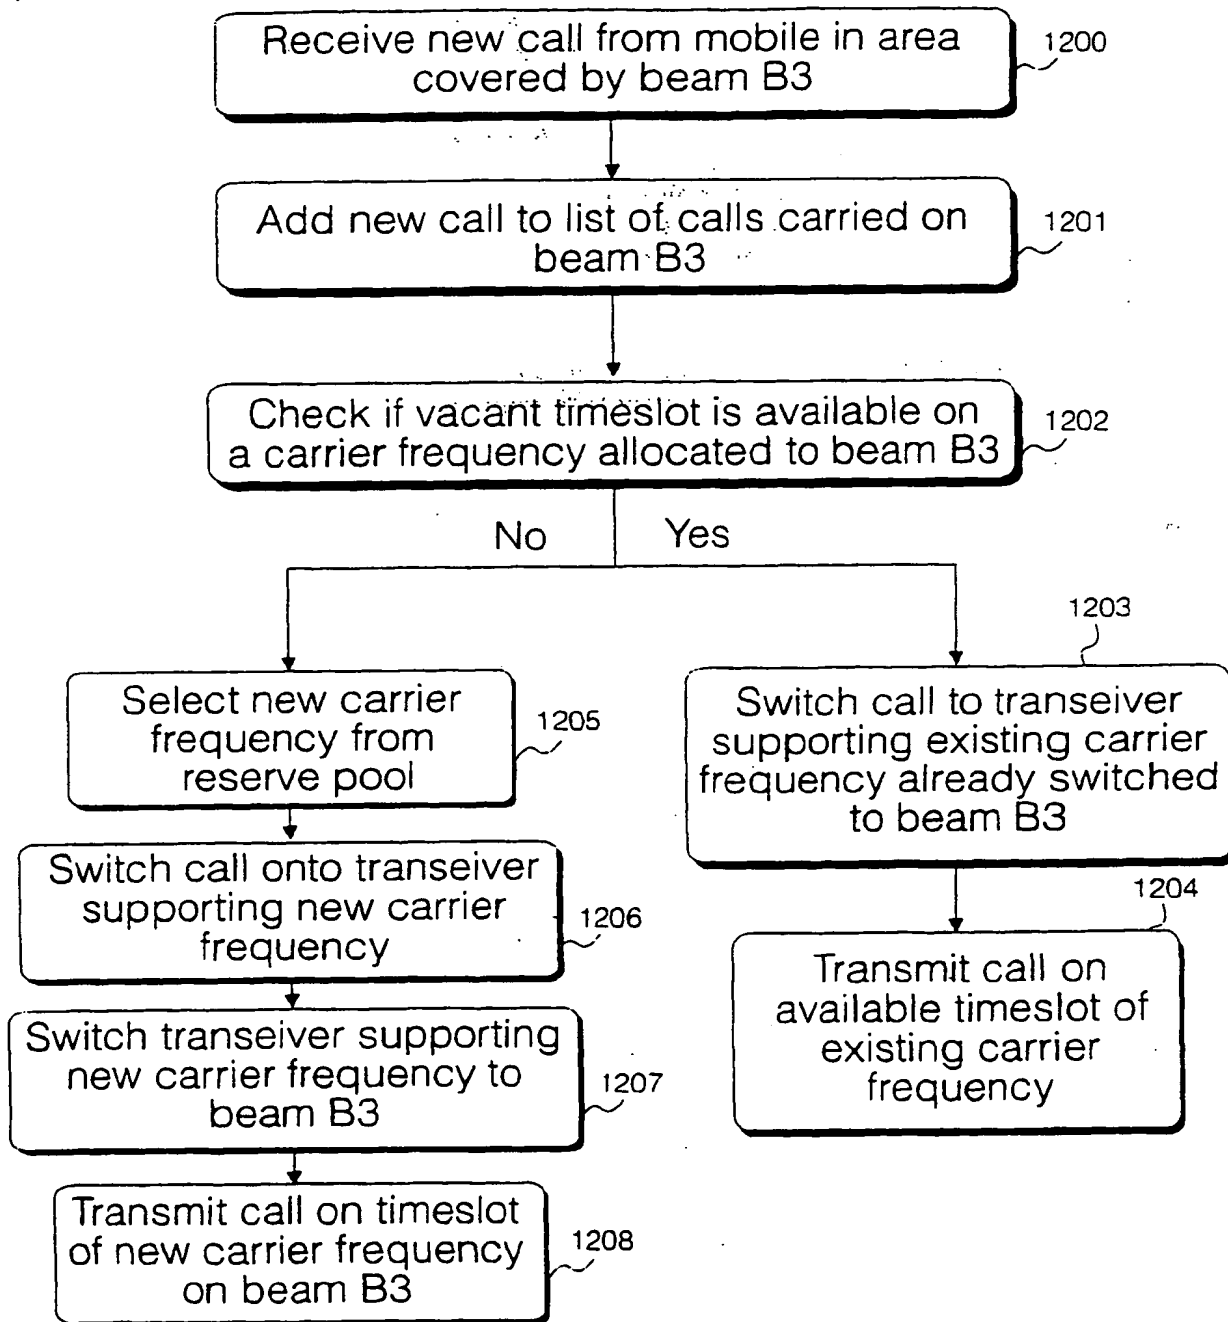 Receive new call from mobile in area
covered by beam B3
1200
Add new call to list of calls carried on
beam B3
1201
Check if vacant timeslot is available on
a carrier frequency allocated to beam B3
1202
No
Yes
1203
Switch call to transeiver
supporting existing carrier
frequency already switched
to beam B3
1204
Transmit call on
available timeslot of
existing carrier
frequency
Select new carrier
frequency from
reserve pool
1205
Switch call onto transeiver
supporting new carrier
frequency
1206
Switch transeiver supporting
new carrier frequency to
beam B3
1207
Transmit call on timeslot
of new carrier frequency
on beam B3
1208